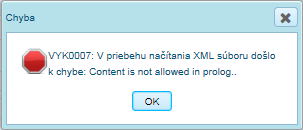 Chyba
VYK0007: V priebehu načítania XML súboru došlo
k chybe: Content is not allowed in prolog..
OK